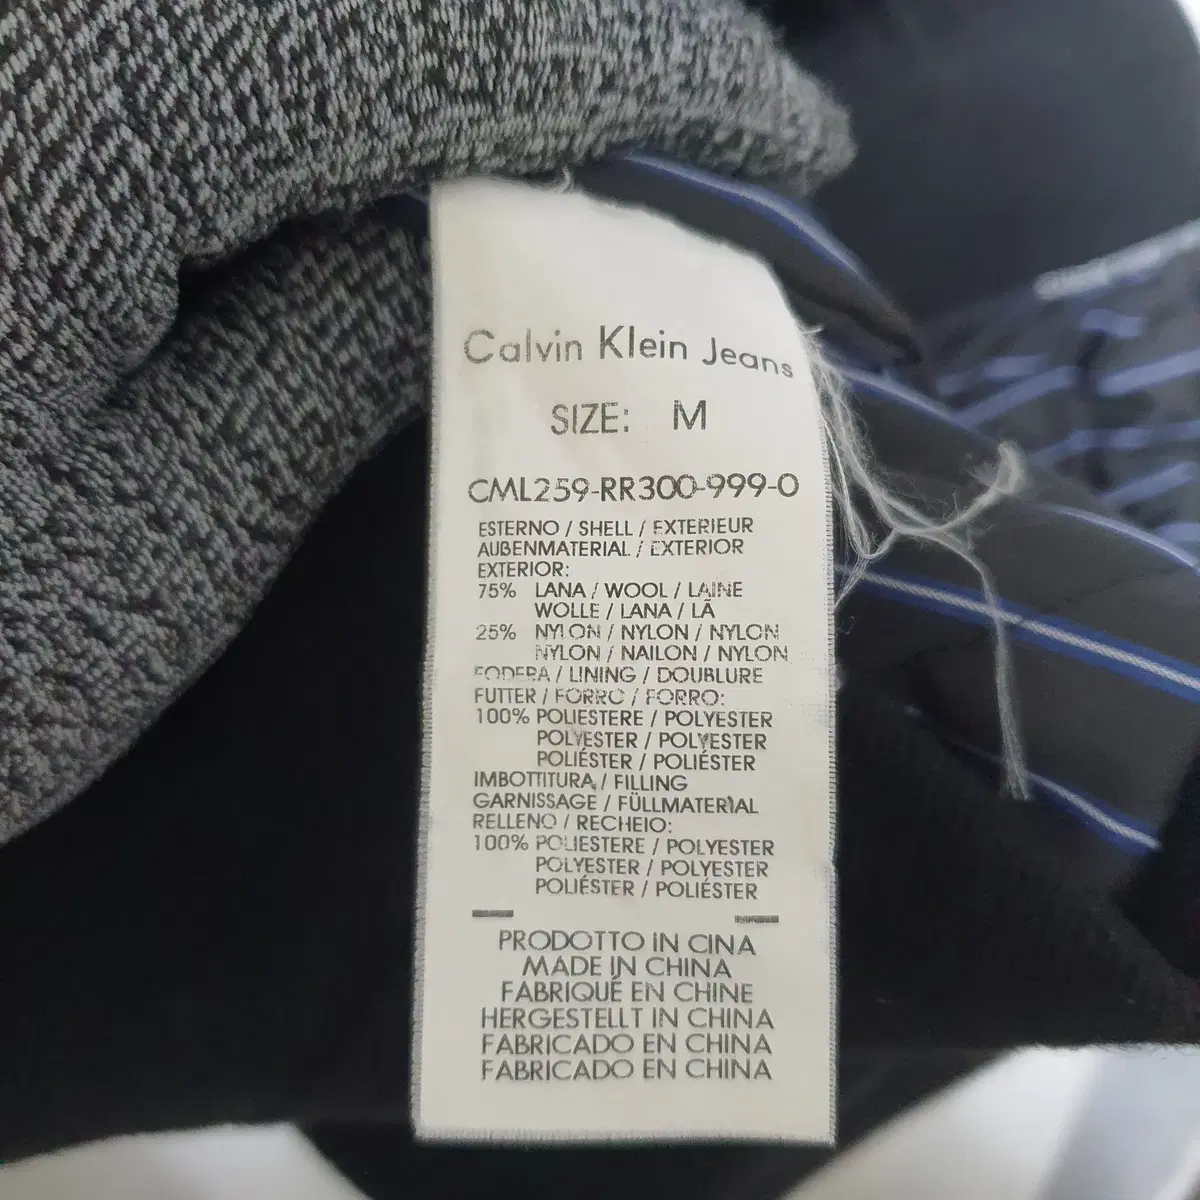 Calvin Klein Jeans
SIZE: M
CML259-RR300-999-0
ESTERNO / SHELL / EXTERIEUR
AUßENMATERIAL / EXTERIOR
EXTERIOR:
75% LANA / WOOL / LAINE
WOLLE / LANA / LÃ
25% NYLON / NYLON / NYLON
NYLON / NAILON / NYLON
FODERA / LINING / DOUBLURE
FUTTER / FORRO / FORRO:
100% POLIESTERE / POLYESTER
POLYESTER / POLYESTER
POLIÉSTER / POLIÉSTER
IMBOTTITURA / FILLING
GARNISSAGE / FÜLLMATERIAL
RELLENO / RECHEIO:
100% POLIESTERE / POLYESTER
POLYESTER / POLYESTER
POLIÉSTER / POLIÉSTER
PRODOTTO IN CINA
MADE IN CHINA
FABRIQUÉ EN CHINE
HERGESTELLT IN CHINA
FABRICADO EN CHINA
FABRICADO EN CHINA